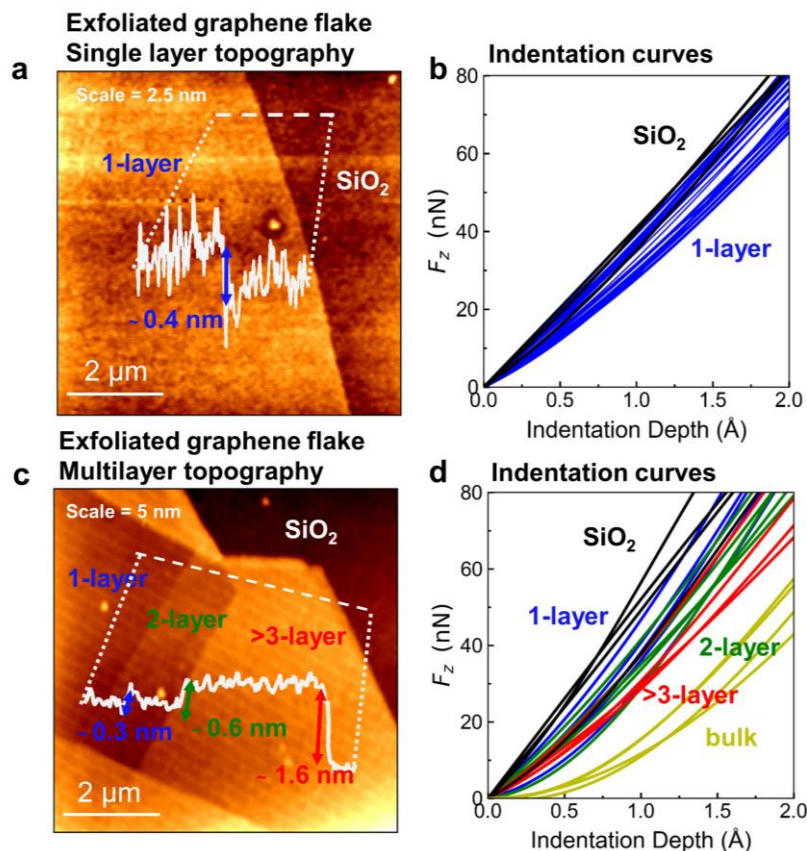 Exfoliated graphene flake
Single layer topography
a
Scale = 2.5 nm
1-layer
SiO₂
~ 0.4 nm
2 μm
b
Indentation curves
80
60
40
20
0
F_z (nN)
SiO₂
1-layer
0.0 0.5 1.0 1.5 2.0
Indentation Depth (Å)
Exfoliated graphene flake
Multilayer topography
c
Scale = 5 nm
SiO₂
1-layer
2-layer
>3-layer
~ 0.3 nm
~ 0.6 nm
~ 1.6 nm
2 μm
d
Indentation curves
80
60
40
20
0
F_z (nN)
SiO₂
1-layer
2-layer
>3-layer
bulk
0.0 0.5 1.0 1.5 2.0
Indentation Depth (Å)